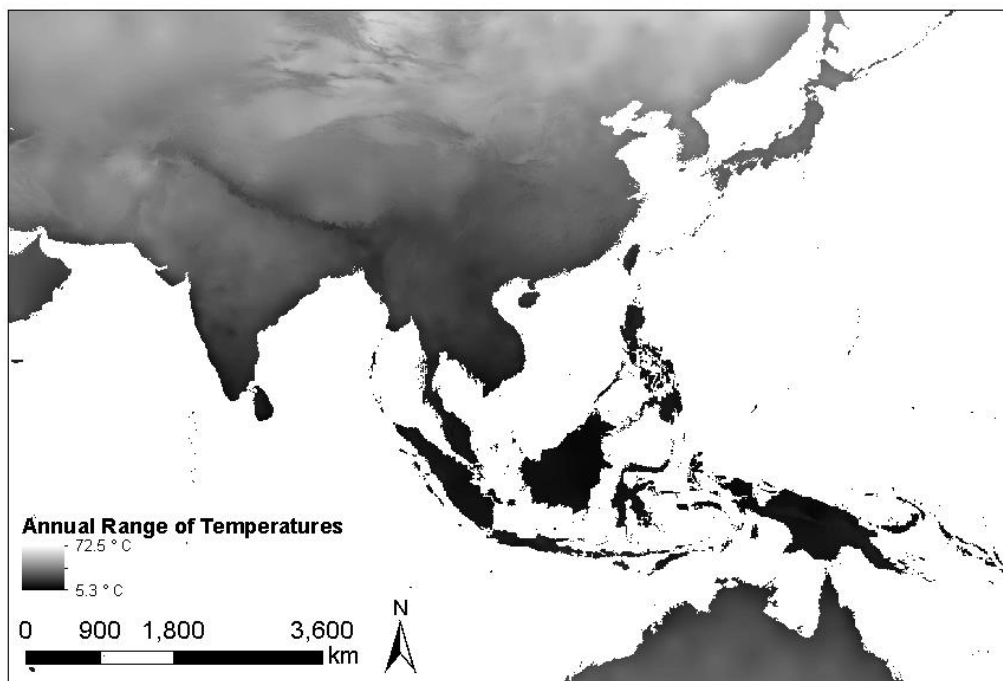 Annual Range of Temperatures
72.5 ° C
5.3 ° C
N
0 900 1,800 3,600
km